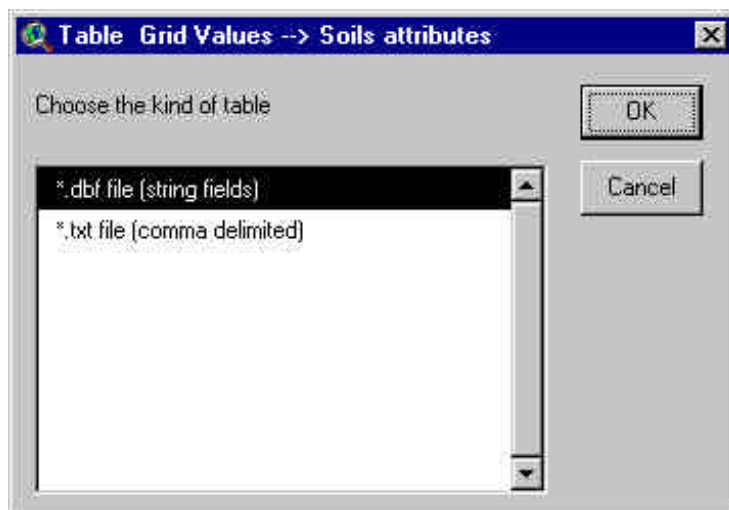 Table Grid Values --> Soils attributes
Choose the kind of table
OK
*.dbf file (string fields)
Cancel
*.txt file (comma delimited)